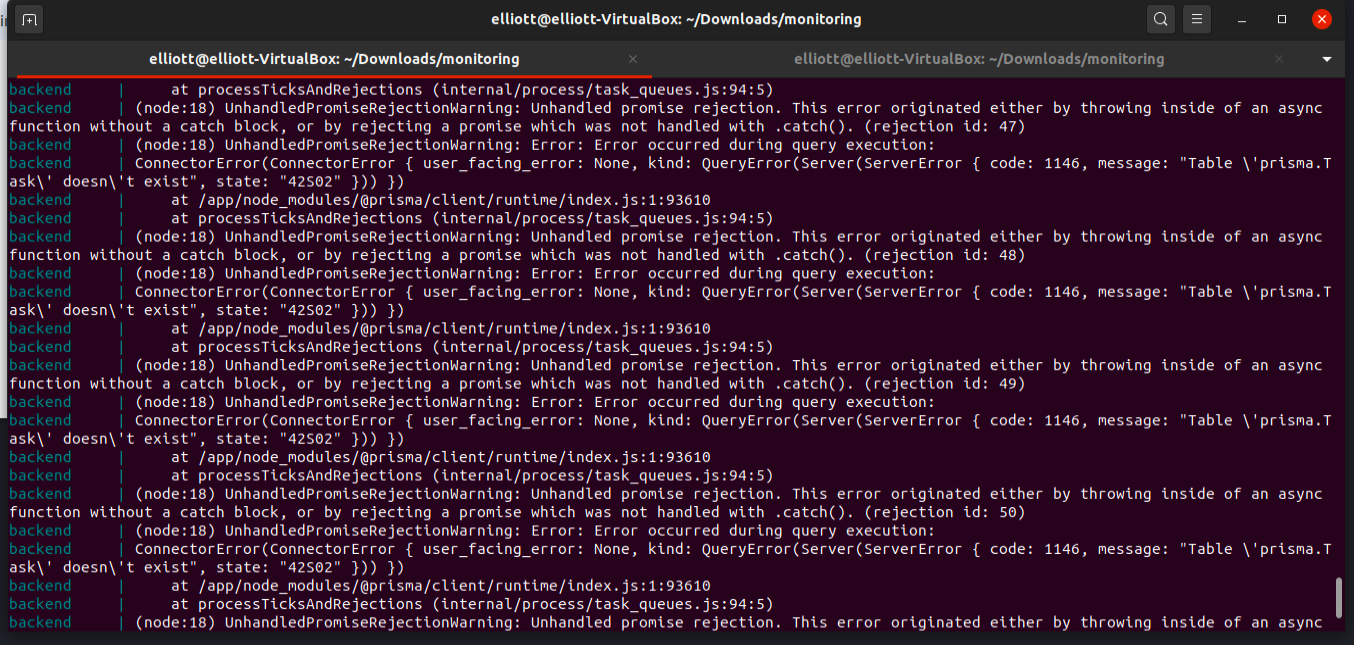 elliott@elliott-VirtualBox: ~/Downloads/monitoring
elliott@elliott-VirtualBox: ~/Downloads/monitoring
elliott@elliott-VirtualBox: ~/Downloads/monitoring
backend | at processTicksAndRejections (internal/process/task_queues.js:94:5)
backend | (node:18) UnhandledPromiseRejectionWarning: Unhandled promise rejection. This error originated either by throwing inside of an async
function without a catch block, or by rejecting a promise which was not handled with .catch(). (rejection id: 47)
backend | (node:18) UnhandledPromiseRejectionWarning: Error: Error occurred during query execution:
backend | ConnectorError(ConnectorError { user_facing_error: None, kind: QueryError(Server(ServerError { code: 1146, message: "Table \'prisma.T
ask\' doesn\'t exist", state: "42S02" })) })
backend | at /app/node_modules/@prisma/client/runtime/index.js:1:93610
backend | at processTicksAndRejections (internal/process/task_queues.js:94:5)
backend | (node:18) UnhandledPromiseRejectionWarning: Unhandled promise rejection. This error originated either by throwing inside of an async
function without a catch block, or by rejecting a promise which was not handled with .catch(). (rejection id: 48)
backend | (node:18) UnhandledPromiseRejectionWarning: Error: Error occurred during query execution:
backend | ConnectorError(ConnectorError { user_facing_error: None, kind: QueryError(Server(ServerError { code: 1146, message: "Table \'prisma.T
ask\' doesn\'t exist", state: "42S02" })) })
backend | at /app/node_modules/@prisma/client/runtime/index.js:1:93610
backend | at processTicksAndRejections (internal/process/task_queues.js:94:5)
backend | (node:18) UnhandledPromiseRejectionWarning: Unhandled promise rejection. This error originated either by throwing inside of an async
function without a catch block, or by rejecting a promise which was not handled with .catch(). (rejection id: 49)
backend | (node:18) UnhandledPromiseRejectionWarning: Error: Error occurred during query execution:
backend | ConnectorError(ConnectorError { user_facing_error: None, kind: QueryError(Server(ServerError { code: 1146, message: "Table \'prisma.T
ask\' doesn\'t exist", state: "42S02" })) })
backend | at /app/node_modules/@prisma/client/runtime/index.js:1:93610
backend | at processTicksAndRejections (internal/process/task_queues.js:94:5)
backend | (node:18) UnhandledPromiseRejectionWarning: Unhandled promise rejection. This error originated either by throwing inside of an async
function without a catch block, or by rejecting a promise which was not handled with .catch(). (rejection id: 50)
backend | (node:18) UnhandledPromiseRejectionWarning: Error: Error occurred during query execution:
backend | ConnectorError(ConnectorError { user_facing_error: None, kind: QueryError(Server(ServerError { code: 1146, message: "Table \'prisma.T
ask\' doesn\'t exist", state: "42S02" })) })
backend | at /app/node_modules/@prisma/client/runtime/index.js:1:93610
backend | at processTicksAndRejections (internal/process/task_queues.js:94:5)
backend | (node:18) UnhandledPromiseRejectionWarning: Unhandled promise rejection. This error originated either by throwing inside of an async